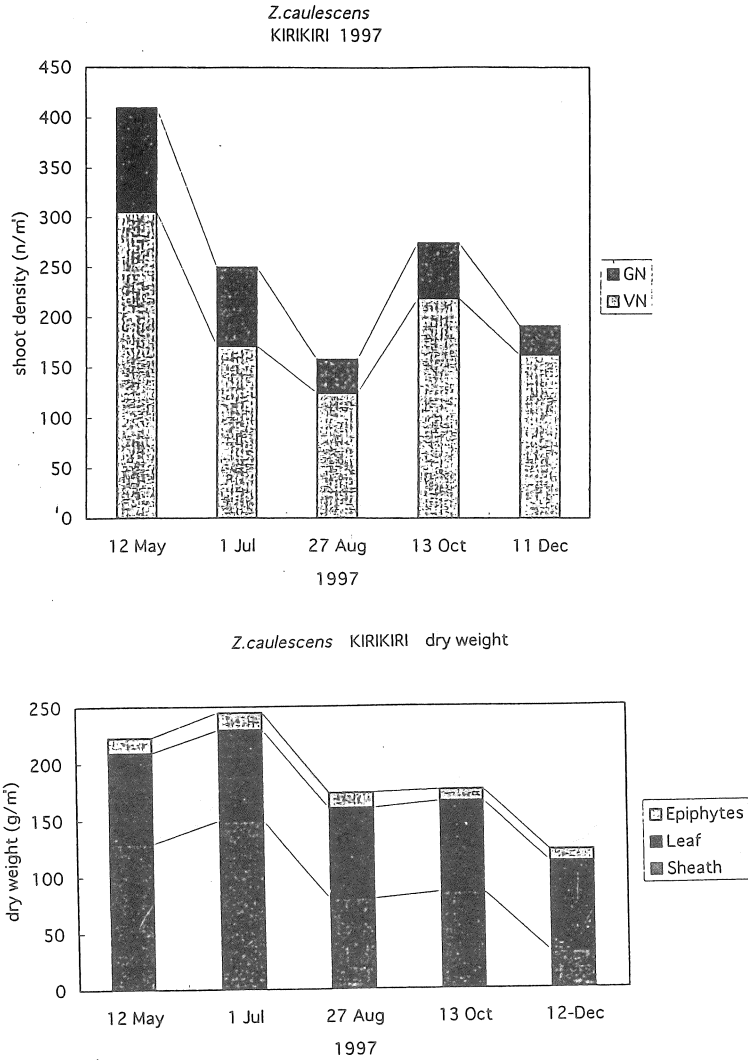 Z.caulescens
KIRIKIRI 1997
450
400
350
300
250
200
150
100
50
0
shoot density (n/m²)
12 May 1 Jul 27 Aug 13 Oct 11 Dec
1997
GN
VN
Z.caulescens KIRIKIRI dry weight
250
200
150
100
50
0
dry weight (g/m²)
12 May 1 Jul 27 Aug 13 Oct 12-Dec
1997
Epiphytes
Leaf
Sheath